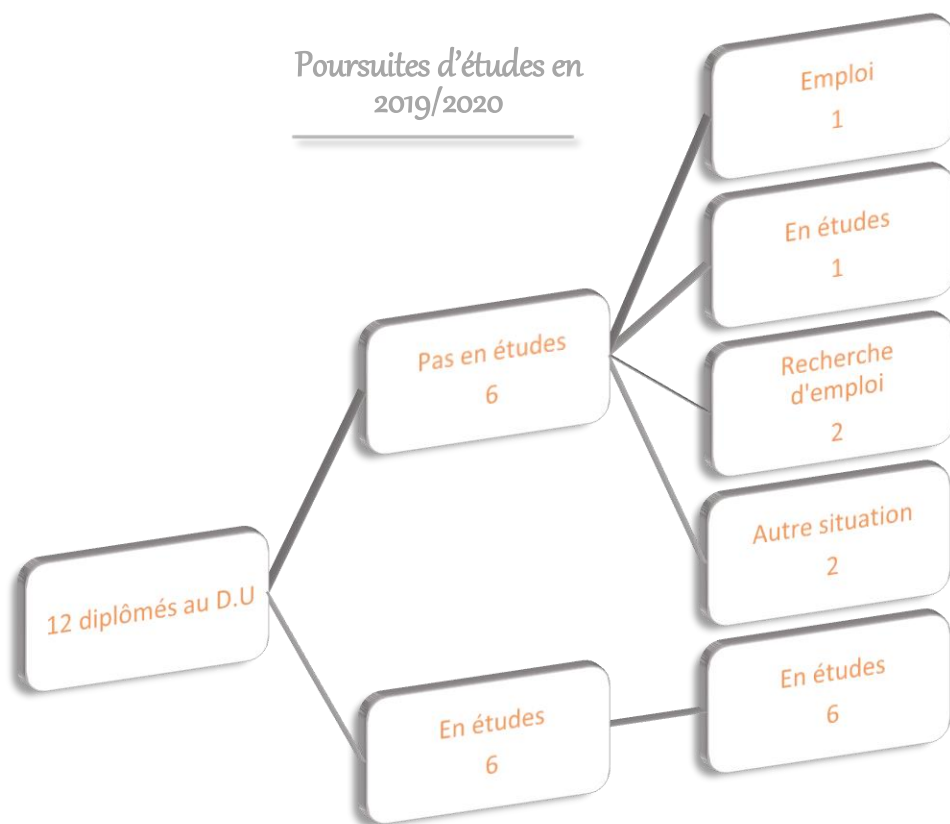 Poursuites d'études en
2019/2020
Emploi
1
En études
1
Pas en études
6
Recherche
d'emploi
2
Autre situation
2
12 diplômés au D.U
En études
6
En études
6